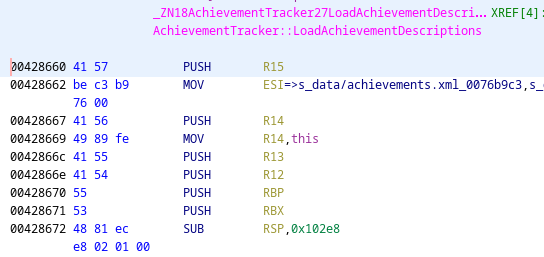 _ZN18AchievementTracker27LoadAchievementDescri... XREF[4]:
AchievementTracker::LoadAchievementDescriptions
00428660 41 57 PUSH R15
00428662 be c3 b9 MOV ESI=>s_data/achievements.xml_0076b9c3,s_
76 00
00428667 41 56 PUSH R14
00428669 49 89 fe MOV R14,this
0042866c 41 55 PUSH R13
0042866e 41 54 PUSH R12
00428670 55 PUSH RBP
00428671 53 PUSH RBX
00428672 48 81 ec SUB RSP,0x102e8
e8 02 01 00